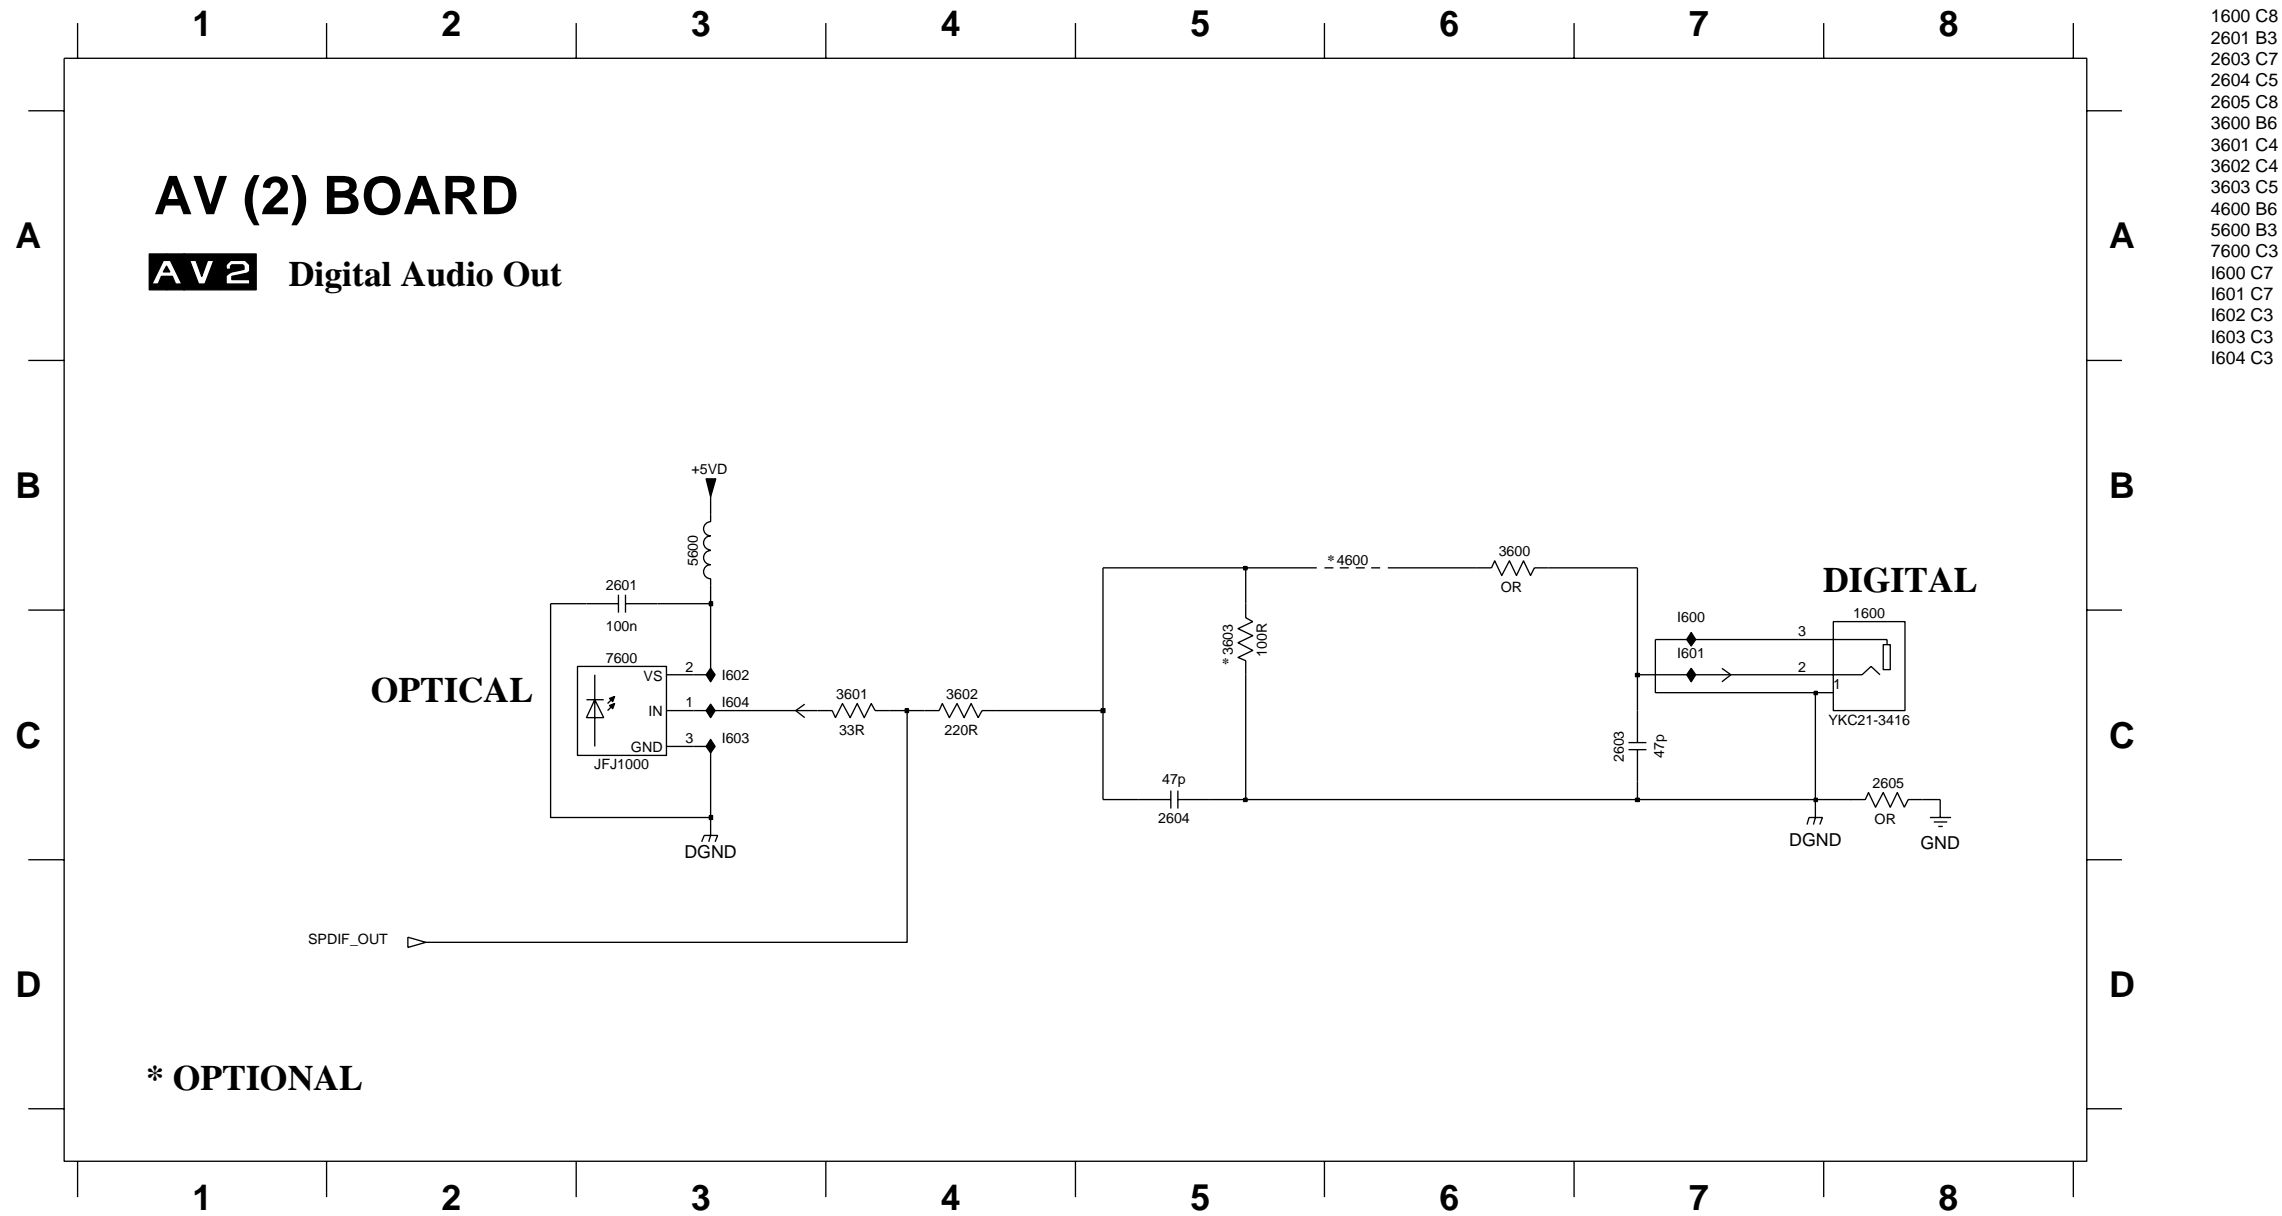 1 2 3 4 5 6 7 8
1600 C8
2601 B3
2603 C7
2604 C5
2605 C8
3600 B6
3601 C4
3602 C4
3603 C5
4600 B6
5600 B3
7600 C3
I600 C7
I601 C7
I602 C3
I603 C3
I604 C3
AV (2) BOARD
A A
AV2 Digital Audio Out
B B
+5VD
5600
2601
100n
*4600
3600
OR
DIGITAL
1600
I600
3
I601
2
1
YKC21-3416
*3603
100R
OPTICAL
7600
VS
2
I602
IN
1
I604
GND
3
I603
JFJ1000
3601
33R
3602
220R
C C
2603
47p
47p
2604
2605
OR
DGND
DGND
GND
SPDIF_OUT
D D
* OPTIONAL
1 2 3 4 5 6 7 8